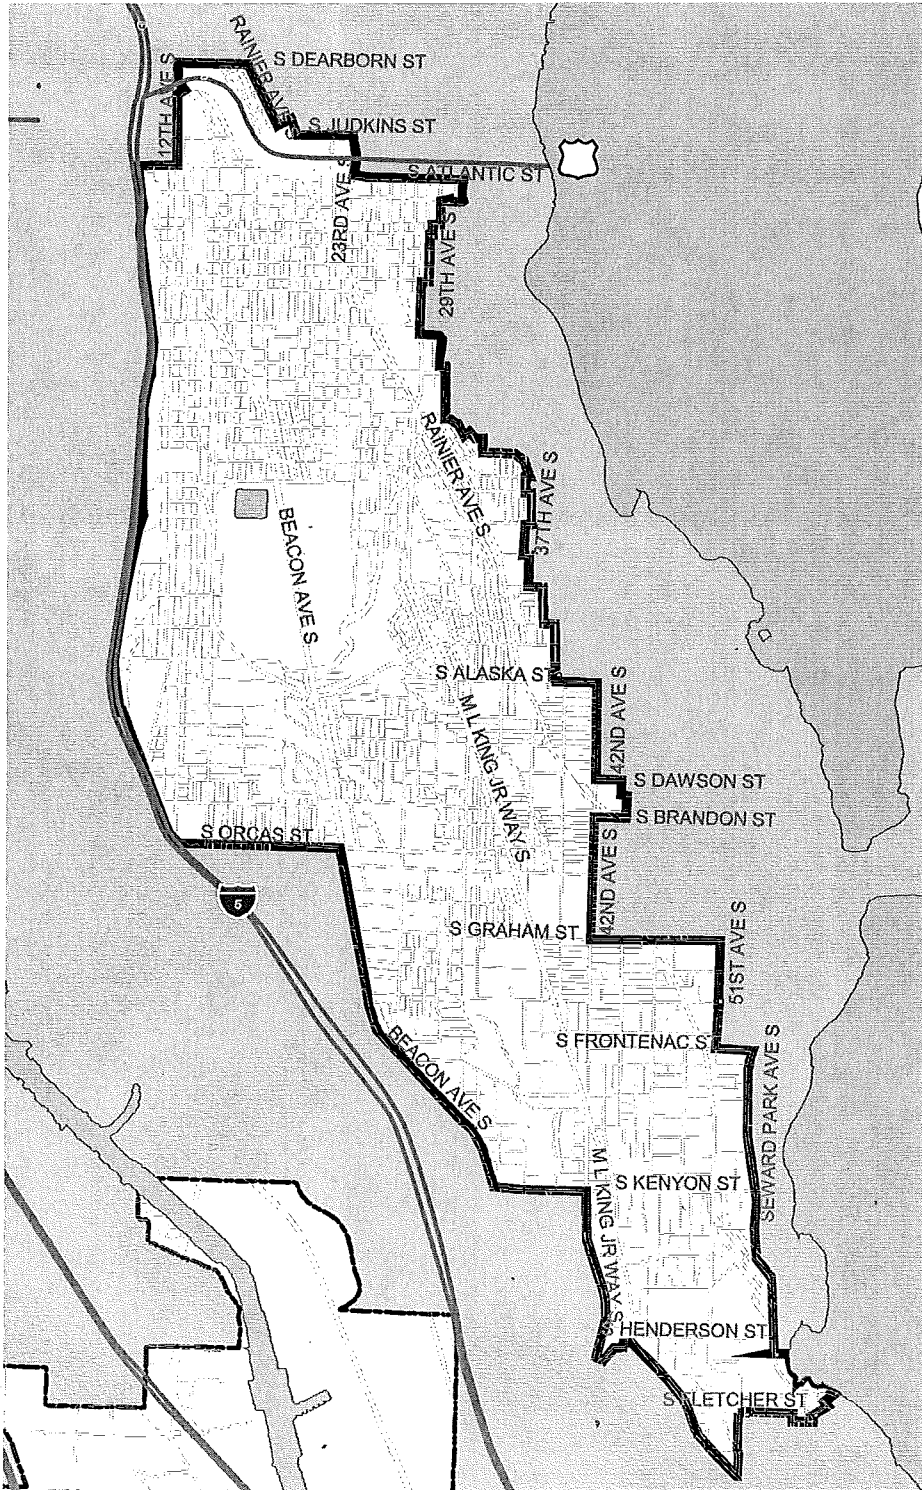 RAINIER AVE
S DEARBORN ST
12TH AVE S
S JUDKINS ST
S ATLANTIC ST
23RD AVE S
29TH AVE S
RAINIER AVE S
37TH AVE S
BEACON AVE S
S ALASKA ST
42ND AVE S
M L KING JR WAY S
S DAWSON ST
S BRANDON ST
S ORCAS ST
42ND AVE S
5
S GRAHAM ST
51ST AVE S
S FRONTENAC S
BEACON AVE S
SEWARD PARK AVE S
M L KING JR WAY S
S KENYON ST
S HENDERSON ST
S FLETCHER ST